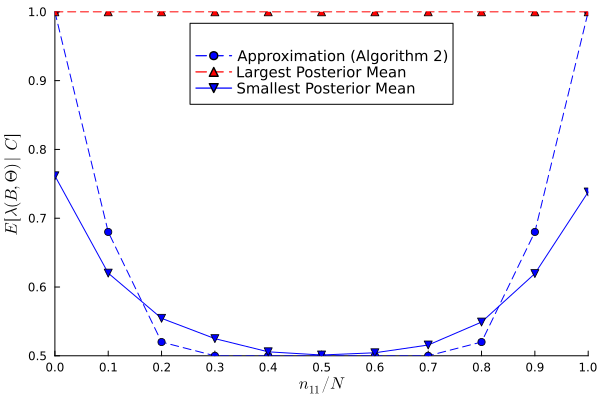 1.0
0.9
0.8
0.7
0.6
0.5
E[λ(B, Θ) | C]
Approximation (Algorithm 2)
Largest Posterior Mean
Smallest Posterior Mean
0.0 0.1 0.2 0.3 0.4 0.5 0.6 0.7 0.8 0.9 1.0
n₁₁/N